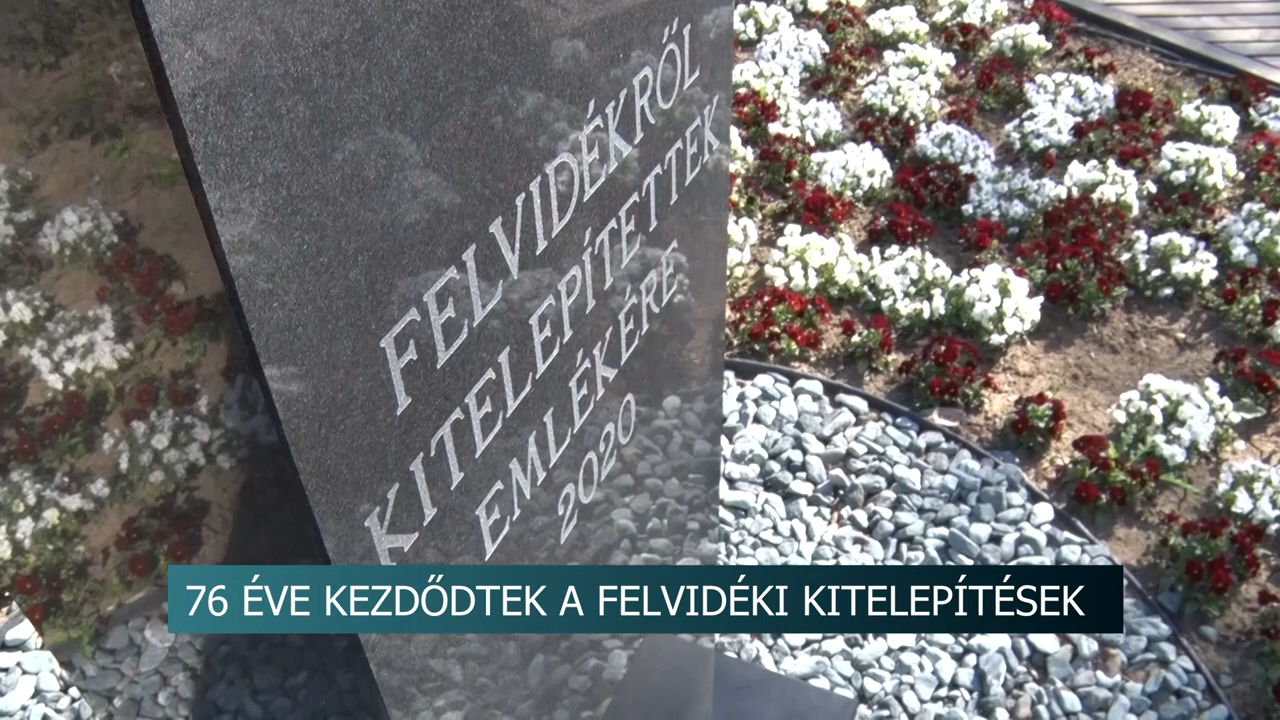 FELVIDÉKRŐL
KITELEPÍTETTEK
EMLÉKÉRE
2020
76 ÉVE KEZDŐDTEK A FELVIDÉKI KITELEPÍTÉSEK